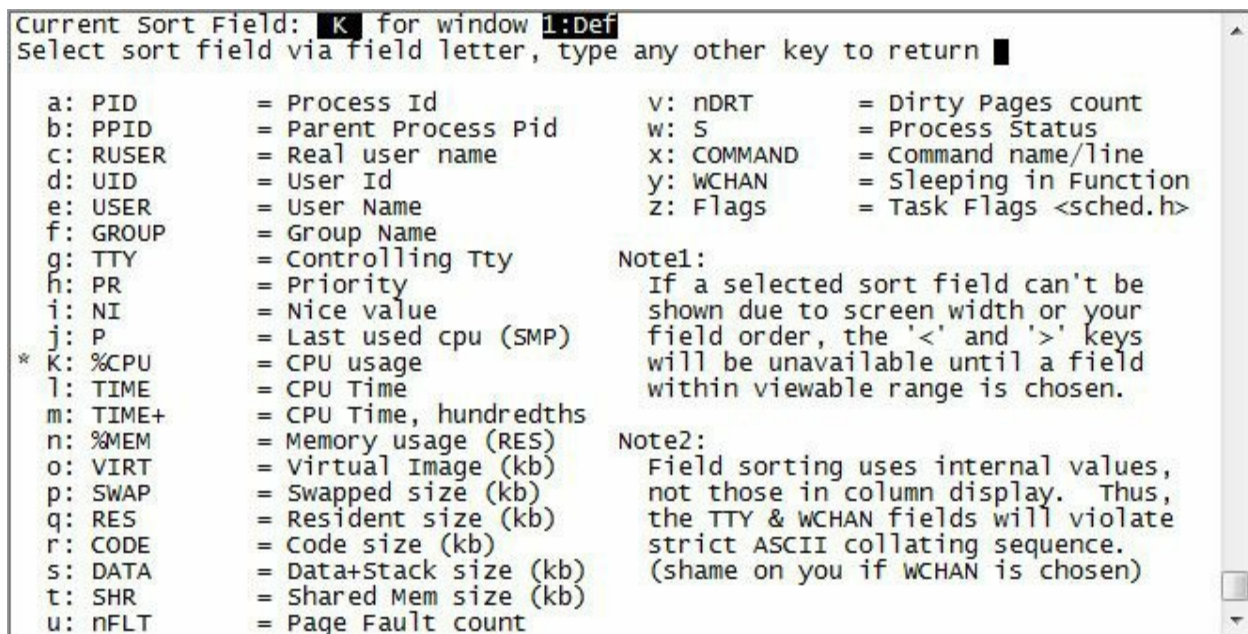 Current Sort Field:  K  for window 1:Def
Select sort field via field letter, type any other key to return
a: PID = Process Id
b: PPID = Parent Process Pid
c: RUSER = Real user name
d: UID = User Id
e: USER = User Name
f: GROUP = Group Name
g: TTY = Controlling Tty
h: PR = Priority
i: NI = Nice value
j: P = Last used cpu (SMP)
* K: %CPU = CPU usage
l: TIME = CPU Time
m: TIME+ = CPU Time, hundredths
n: %MEM = Memory usage (RES)
o: VIRT = Virtual Image (kb)
p: SWAP = Swapped size (kb)
q: RES = Resident size (kb)
r: CODE = Code size (kb)
s: DATA = Data+Stack size (kb)
t: SHR = Shared Mem size (kb)
u: nFLT = Page Fault count
v: nDRT = Dirty Pages count
w: S = Process Status
x: COMMAND = Command name/line
y: WCHAN = Sleeping in Function
z: Flags = Task Flags <sched.h>
Note1:
If a selected sort field can't be
shown due to screen width or your
field order, the '<' and '>' keys
will be unavailable until a field
within viewable range is chosen.
Note2:
Field sorting uses internal values,
not those in column display.  Thus,
the TTY & WCHAN fields will violate
strict ASCII collating sequence.
(shame on you if WCHAN is chosen)